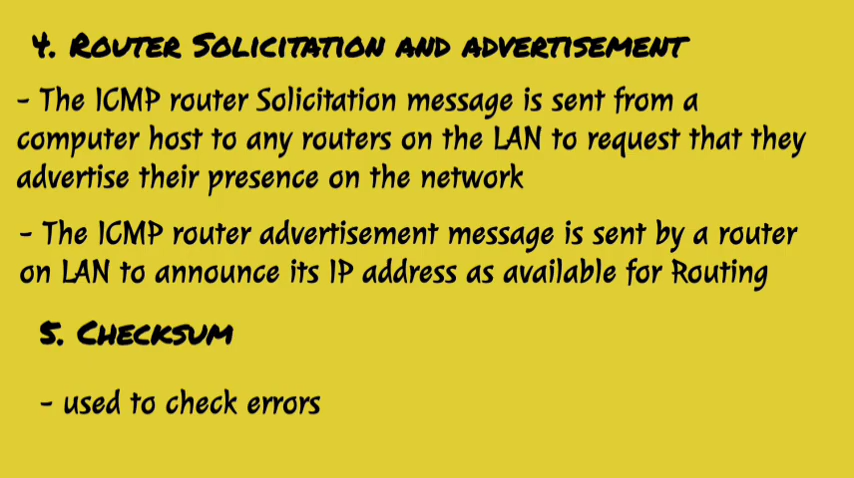 4. Router Solicitation and advertisement
- The ICMP router Solicitation message is sent from a
computer host to any routers on the LAN to request that they
advertise their presence on the network
- The ICMP router advertisement message is sent by a router
on LAN to announce its IP address as available for Routing
5. Checksum
- used to check errors